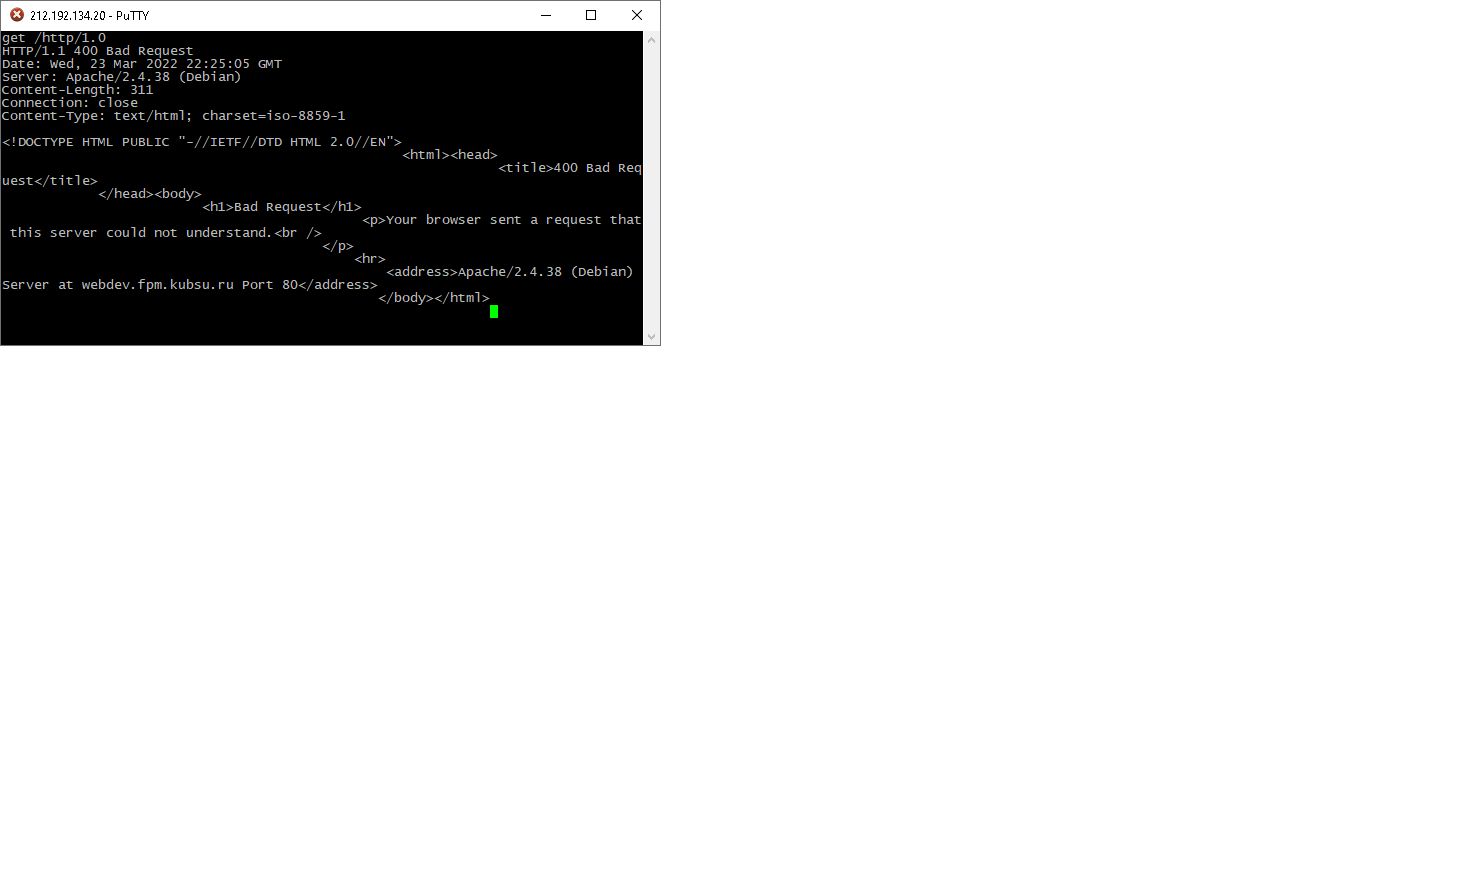 212.192.134.20 - PuTTY
get /http/1.0
HTTP/1.1 400 Bad Request
Date: Wed, 23 Mar 2022 22:25:05 GMT
Server: Apache/2.4.38 (Debian)
Content-Length: 311
Connection: close
Content-Type: text/html; charset=iso-8859-1
<!DOCTYPE HTML PUBLIC "-//IETF//DTD HTML 2.0//EN">
<html><head>
<title>400 Bad Req
uest</title>
</head><body>
<h1>Bad Request</h1>
<p>Your browser sent a request that
this server could not understand.<br />
</p>
<hr>
<address>Apache/2.4.38 (Debian)
Server at webdev.fpm.kubsu.ru Port 80</address>
</body></html>